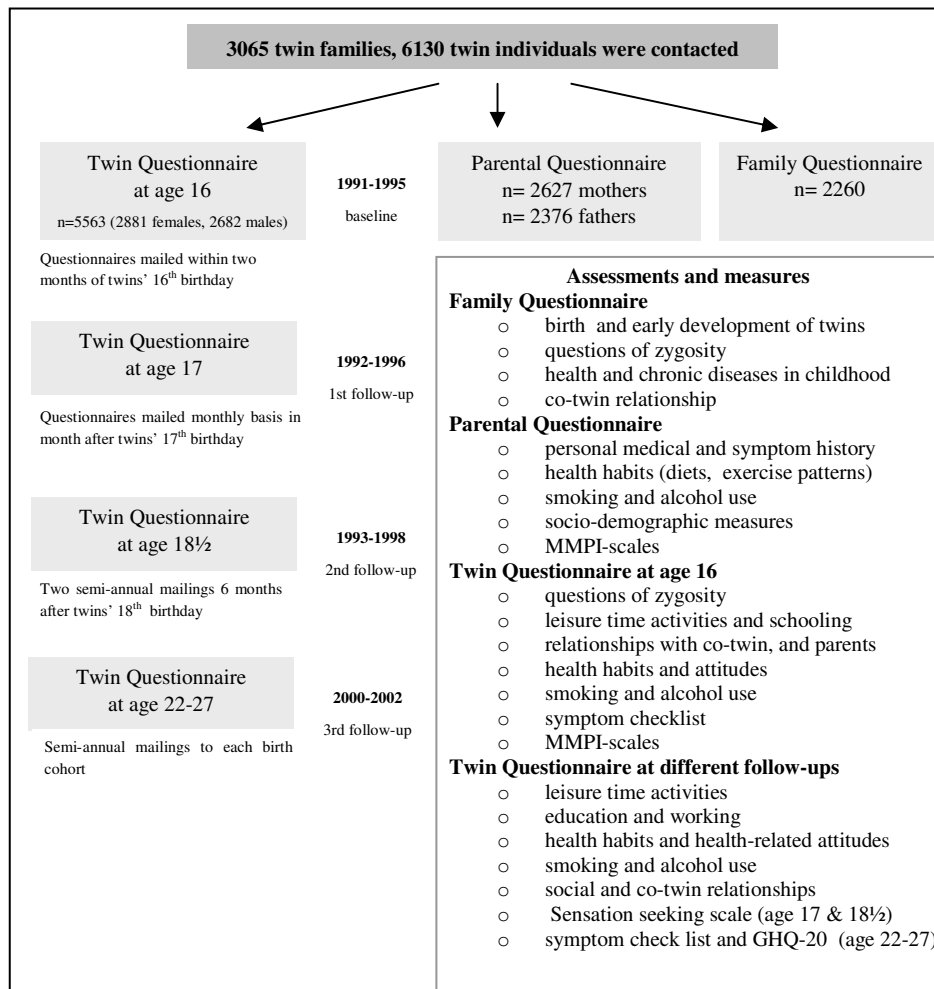 3065 twin families, 6130 twin individuals were contacted
Twin Questionnaire
at age 16
n=5563 (2881 females, 2682 males)
Questionnaires mailed within two
months of twins' 16th birthday
1991-1995
baseline
Parental Questionnaire
n= 2627 mothers
n= 2376 fathers
Family Questionnaire
n= 2260
Twin Questionnaire
at age 17
Questionnaires mailed monthly basis in
month after twins' 17th birthday
1992-1996
1st follow-up
Twin Questionnaire
at age 18½
Two semi-annual mailings 6 months
after twins' 18th birthday
1993-1998
2nd follow-up
Twin Questionnaire
at age 22-27
Semi-annual mailings to each birth
cohort
2000-2002
3rd follow-up
Assessments and measures
Family Questionnaire
o birth and early development of twins
o questions of zygosity
o health and chronic diseases in childhood
o co-twin relationship
Parental Questionnaire
o personal medical and symptom history
o health habits (diets, exercise patterns)
o smoking and alcohol use
o socio-demographic measures
o MMPI-scales
Twin Questionnaire at age 16
o questions of zygosity
o leisure time activities and schooling
o relationships with co-twin, and parents
o health habits and attitudes
o smoking and alcohol use
o symptom checklist
o MMPI-scales
Twin Questionnaire at different follow-ups
o leisure time activities
o education and working
o health habits and health-related attitudes
o smoking and alcohol use
o social and co-twin relationships
o Sensation seeking scale (age 17 & 18½)
o symptom check list and GHQ-20 (age 22-27)